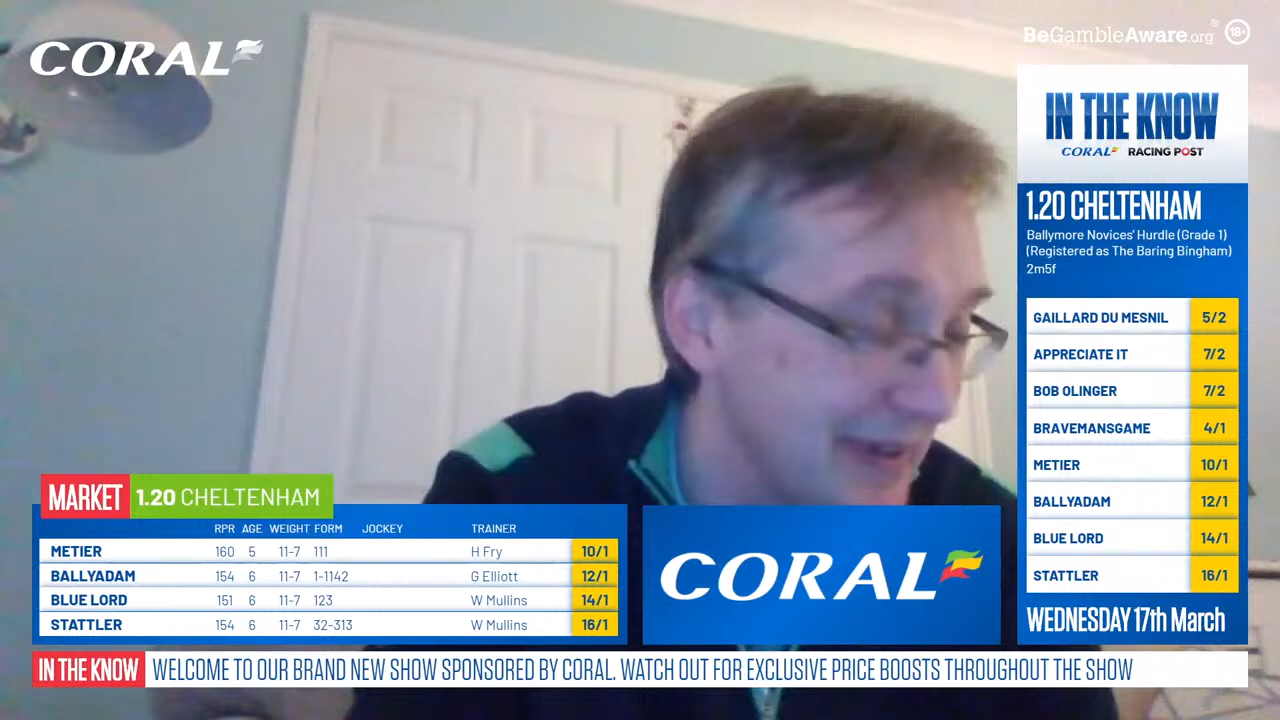 CORAL
BeGambleAware.org® 18+
IN THE KNOW
CORAL RACING POST
1.20 CHELTENHAM
Ballymore Novices' Hurdle (Grade 1)
(Registered as The Baring Bingham)
2m5f
GAILLARD DU MESNIL 5/2
APPRECIATE IT 7/2
BOB OLINGER 7/2
BRAVEMANSGAME 4/1
METIER 10/1
BALLYADAM 12/1
BLUE LORD 14/1
STATTLER 16/1
WEDNESDAY 17th March
MARKET 1.20 CHELTENHAM
RPR AGE WEIGHT FORM JOCKEY TRAINER
METIER 160 5 11-7 111 H Fry 10/1
BALLYADAM 154 6 11-7 1-1142 G Elliott 12/1
BLUE LORD 151 6 11-7 123 W Mullins 14/1
STATTLER 154 6 11-7 32-313 W Mullins 16/1
CORAL
IN THE KNOW WELCOME TO OUR BRAND NEW SHOW SPONSORED BY CORAL. WATCH OUT FOR EXCLUSIVE PRICE BOOSTS THROUGHOUT THE SHOW